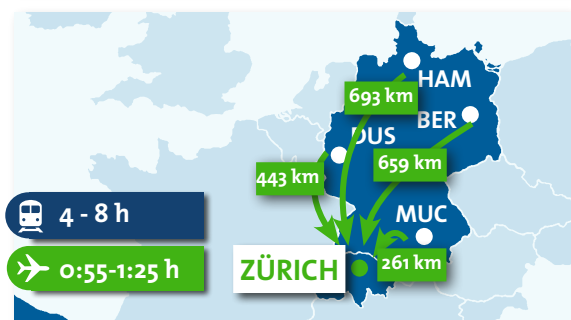 HAM
693 km
BER
DUS
659 km
443 km
4 - 8 h
MUC
0:55-1:25 h
ZÜRICH
261 km